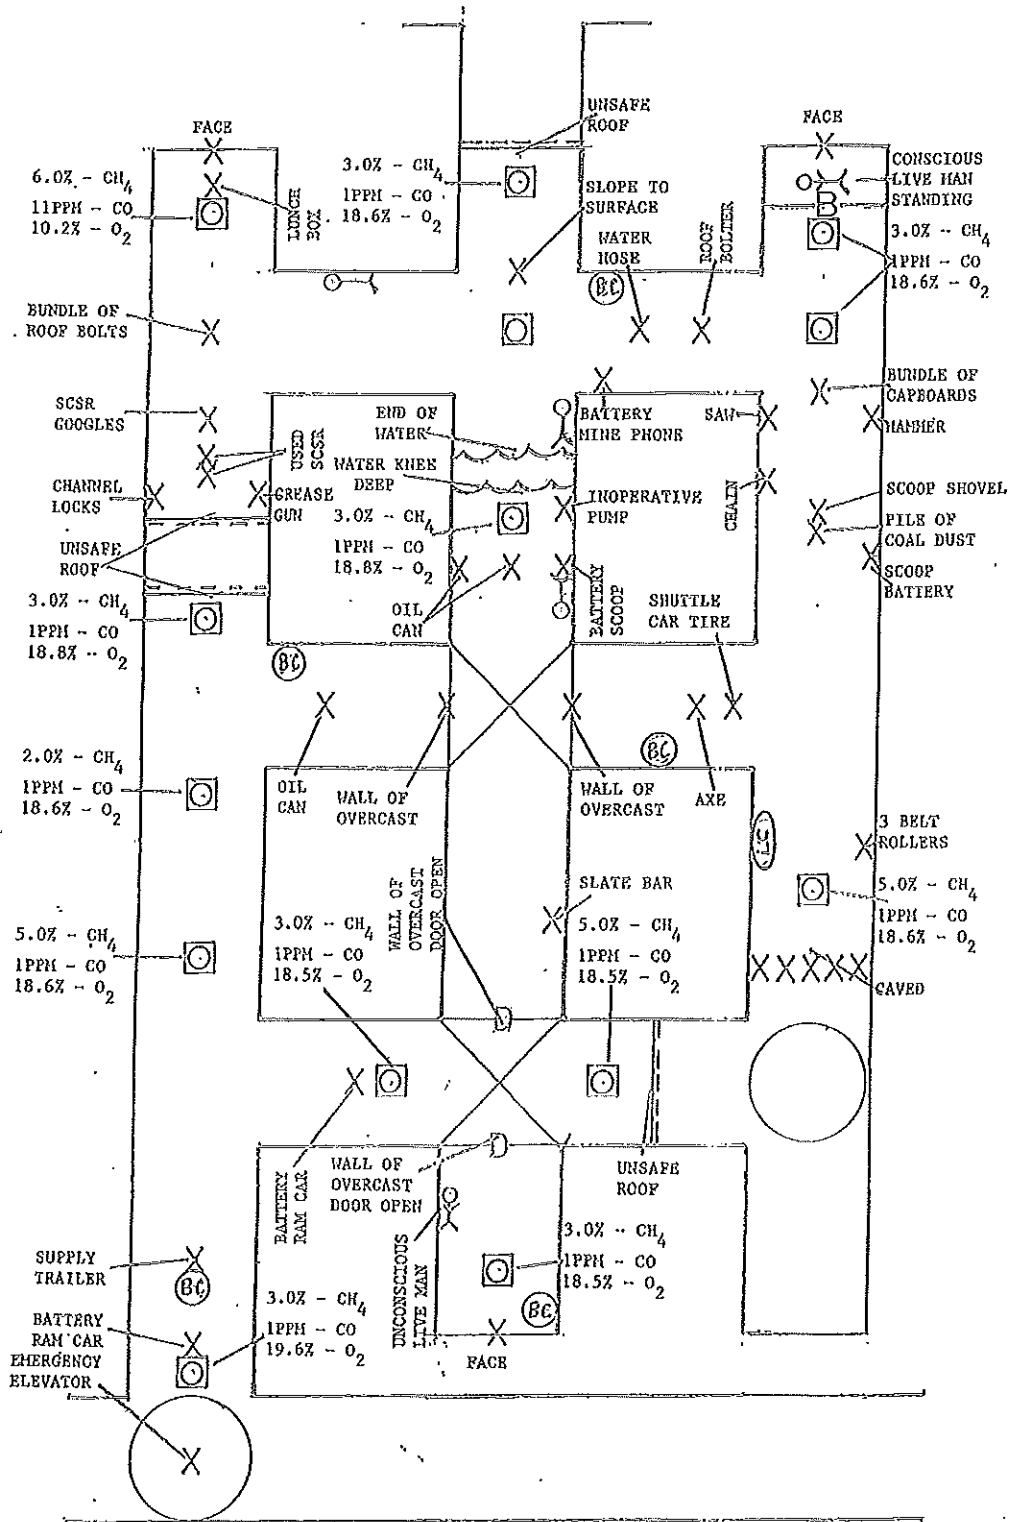 UNSAFE
ROOF
FACE
FACE
6.0% - CH4
11PPM - CO
10.2% - O2
LUNCH
BOX
3.0% - CH4
1PPM - CO
18.6% - O2
SLOPE TO
SURFACE
CONSCIOUS
LIVE MAN
STANDING
B
3.0% - CH4
1PPM - CO
18.6% - O2
WATER
HOSE
ROOF
BOLTER
BC
BUNDLE OF
ROOF BOLTS
BUNDLE OF
CAPBOARDS
SCSR
GOOGLES
USED
SCSR
END OF
WATER
BATTERY
MINE PHONE
SAW
HAMMER
WATER KNEE
DEEP
CHANNEL
LOCKS
GREASE
GUN
3.0% - CH4
1PPM - CO
18.8% - O2
INOPERATIVE
PUMP
CHAIN
SCOOP SHOVEL
PILE OF
COAL DUST
SCOOP
BATTERY
UNSAFE
ROOF
3.0% - CH4
1PPM - CO
18.8% - O2
OIL
CAN
BATTERY
SCOOP
SHUTTLE
CAR TIRE
BC
BC
2.0% - CH4
1PPM - CO
18.6% - O2
OIL
CAN
WALL OF
OVERCAST
WALL OF
OVERCAST
AXE
LC
3 BELT
ROLLERS
5.0% - CH4
1PPM - CO
18.6% - O2
WALL OF
OVERCAST
DOOR OPEN
SLATE BAR
3.0% - CH4
1PPM - CO
18.5% - O2
5.0% - CH4
1PPM - CO
18.5% - O2
5.0% - CH4
1PPM - CO
18.6% - O2
CAVED
BATTERY
RAM CAR
WALL OF
OVERCAST
DOOR OPEN
UNSAFE
ROOF
UNCONSCIOUS
LIVE MAN
3.0% - CH4
1PPM - CO
18.5% - O2
SUPPLY
TRAILER
BC
3.0% - CH4
1PPM - CO
19.6% - O2
BC
BATTERY
RAM CAR
EMERGENCY
ELEVATOR
FACE